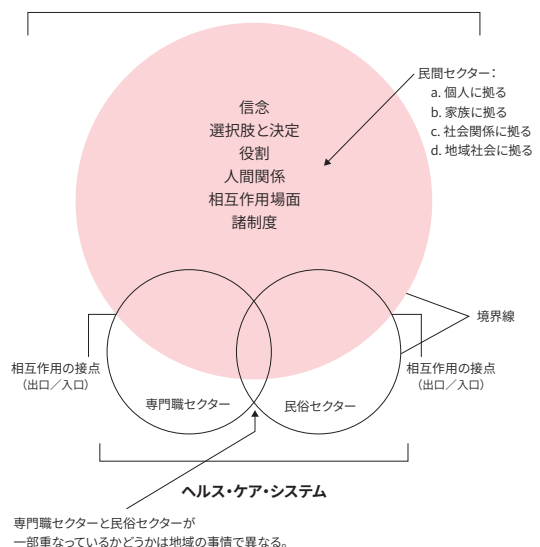 民間セクター：
a. 個人に拠る
b. 家族に拠る
c. 社会関係に拠る
d. 地域社会に拠る
信念
選択肢と決定
役割
人間関係
相互作用場面
諸制度
境界線
相互作用の接点
（出口／入口）
相互作用の接点
（出口／入口）
専門職セクター
民俗セクター
ヘルス・ケア・システム
専門職セクターと民俗セクターが
一部重なっているかどうかは地域の事情で異なる。